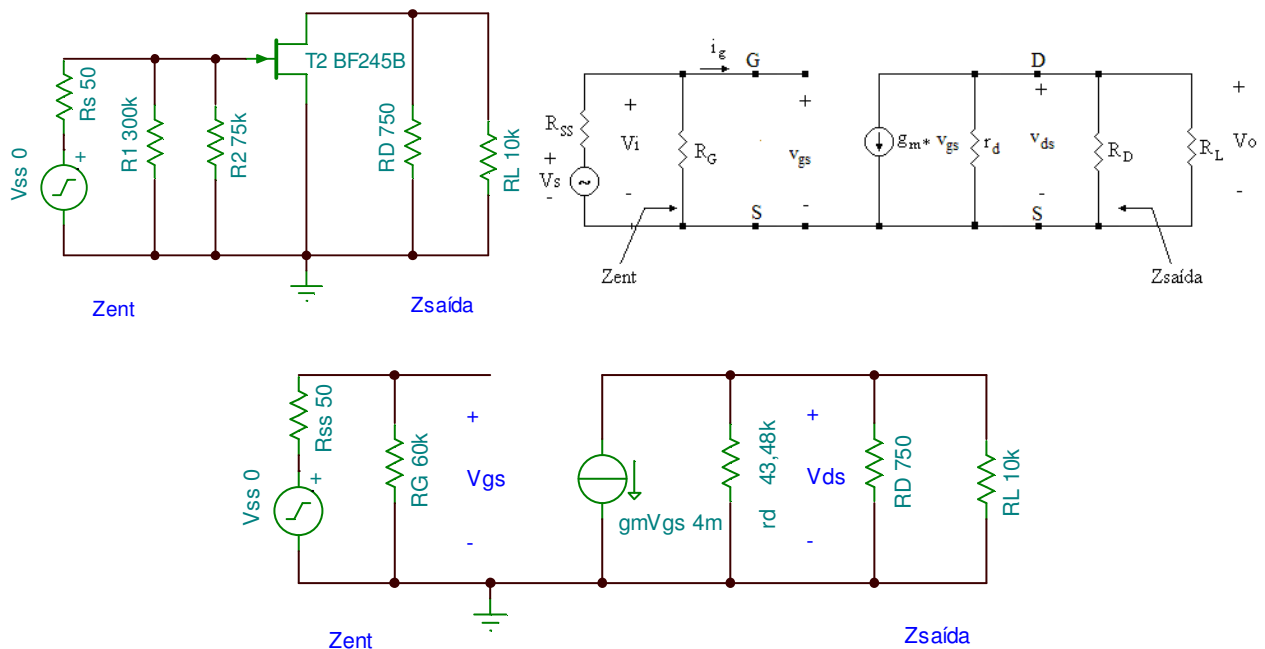 Rs 50
Vss 0
+
R1 300k
R2 75k
T2 BF245B
RD 750
RL 10k
Zent
Zsaída
R_SS
+
Vs
-
+
Vi
-
R_G
i_g
G
+
v_gs
-
S
Zent
g_m* v_gs
r_d
D
+
v_ds
-
S
R_D
R_L
+
Vo
-
Zsaída
Rss 50
Vss 0
+
RG 60k
+
Vgs
-
gmVgs 4m
rd 43,48k
+
Vds
-
RD 750
RL 10k
Zent
Zsaída